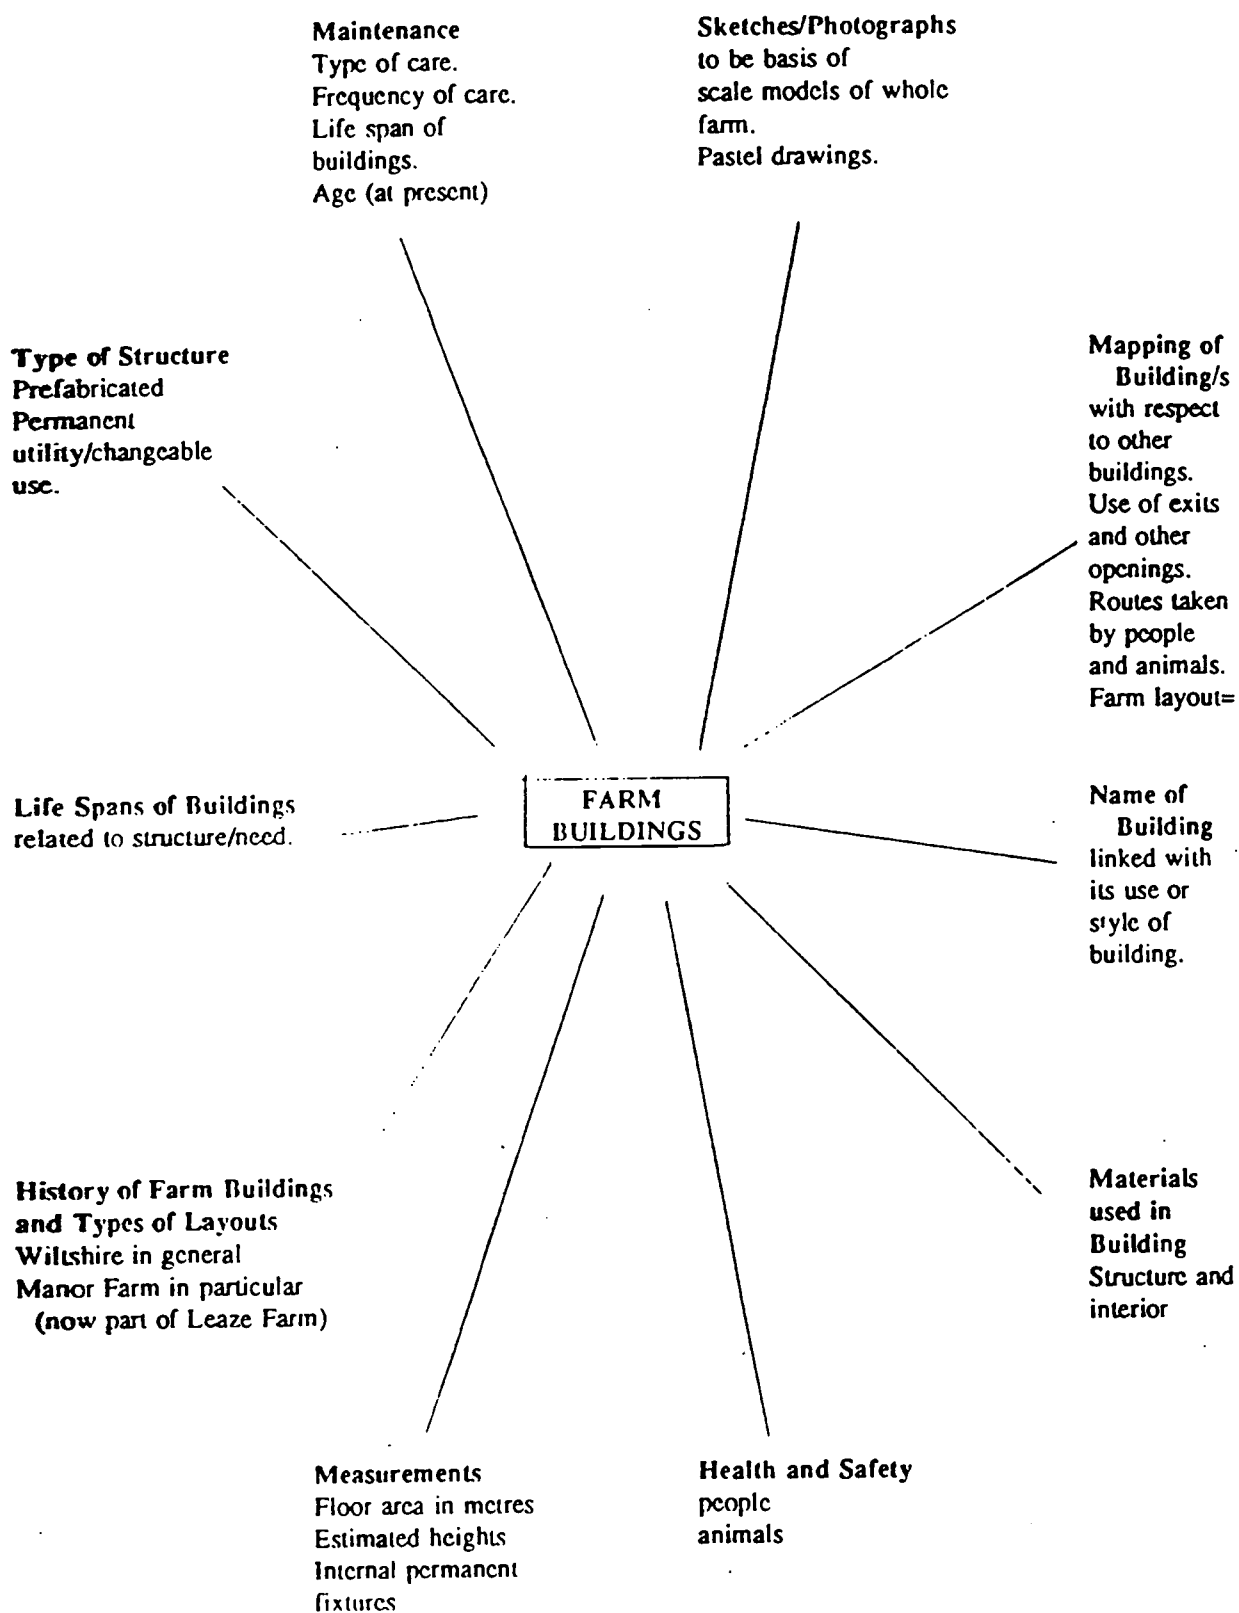 Maintenance
Type of care.
Frequency of care.
Life span of
buildings.
Age (at present)
Sketches/Photographs
to be basis of
scale models of whole
farm.
Pastel drawings.
Type of Structure
Prefabricated
Permanent
utility/changeable
use.
Mapping of
Building/s
with respect
to other
buildings.
Use of exits
and other
openings.
Routes taken
by people
and animals.
Farm layout=
Life Spans of Buildings
related to structure/need.
FARM
BUILDINGS
Name of
Building
linked with
its use or
style of
building.
History of Farm Buildings
and Types of Layouts
Wiltshire in general
Manor Farm in particular
(now part of Leaze Farm)
Materials
used in
Building
Structure and
interior
Measurements
Floor area in metres
Estimated heights
Internal permanent
fixtures
Health and Safety
people
animals